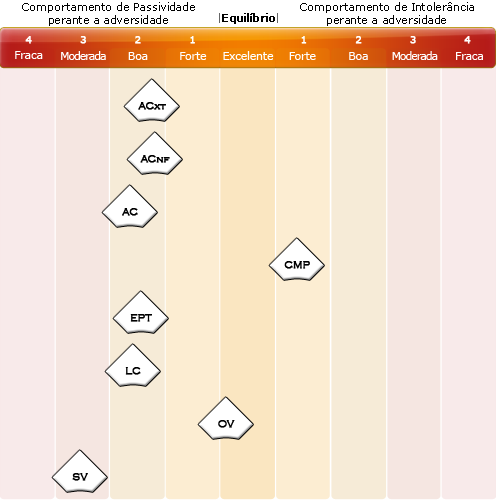 Comportamento de Passividade
perante a adversidade
|Equilíbrio|
Comportamento de Intolerância
perante a adversidade
4 3 2 1 1 2 3 4
Fraca Moderada Boa Forte Excelente Forte Boa Moderada Fraca
ACXT
ACNF
AC
CMP
EPT
LC
OV
SV